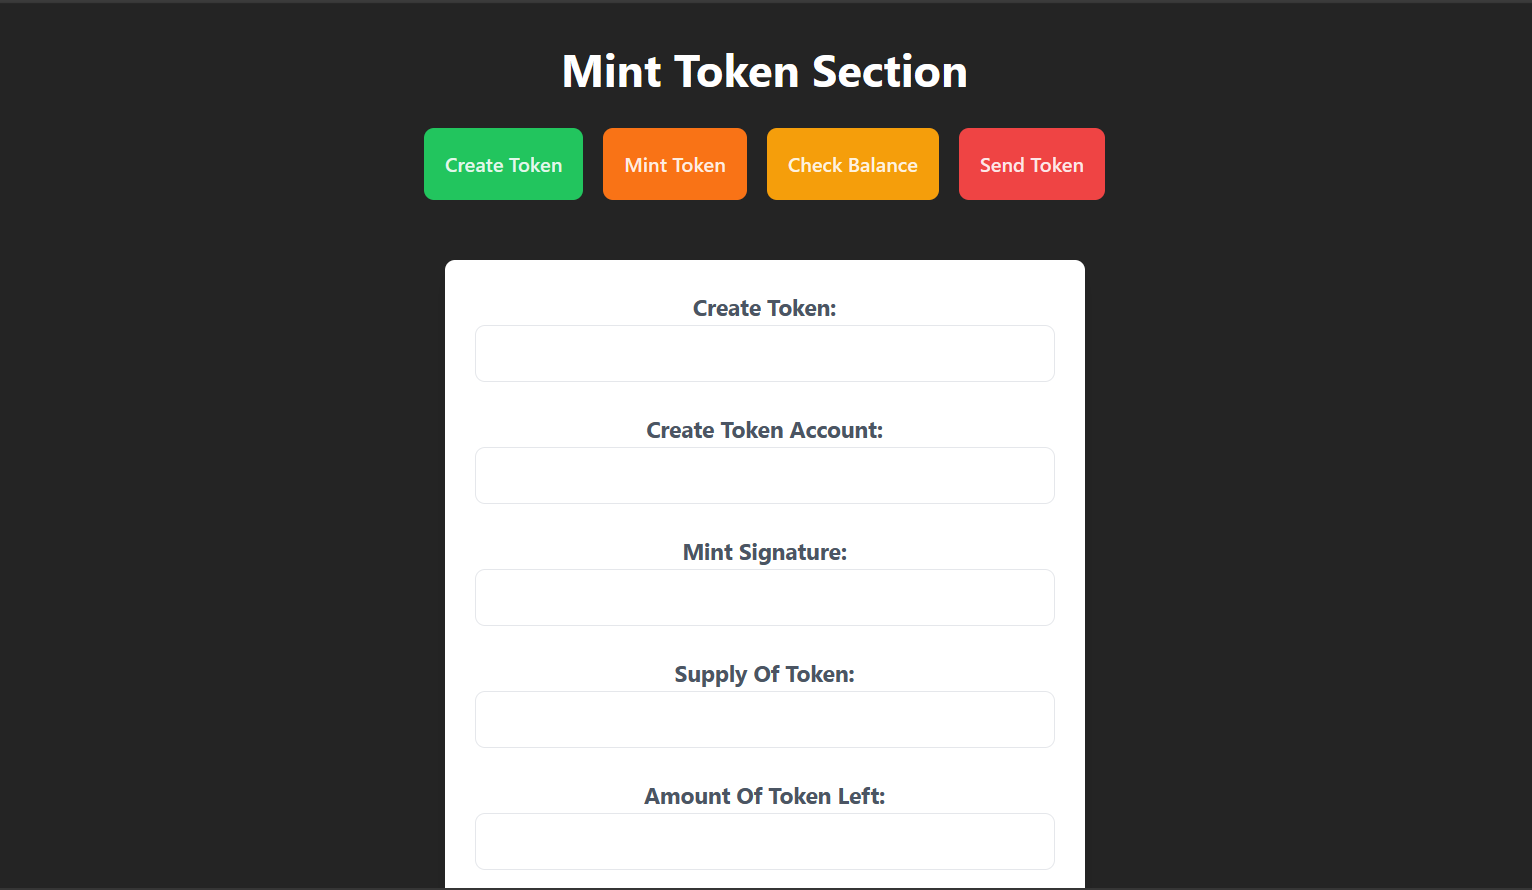 Mint Token Section
Create Token
Mint Token
Check Balance
Send Token
Create Token:
Create Token Account:
Mint Signature:
Supply Of Token:
Amount Of Token Left: